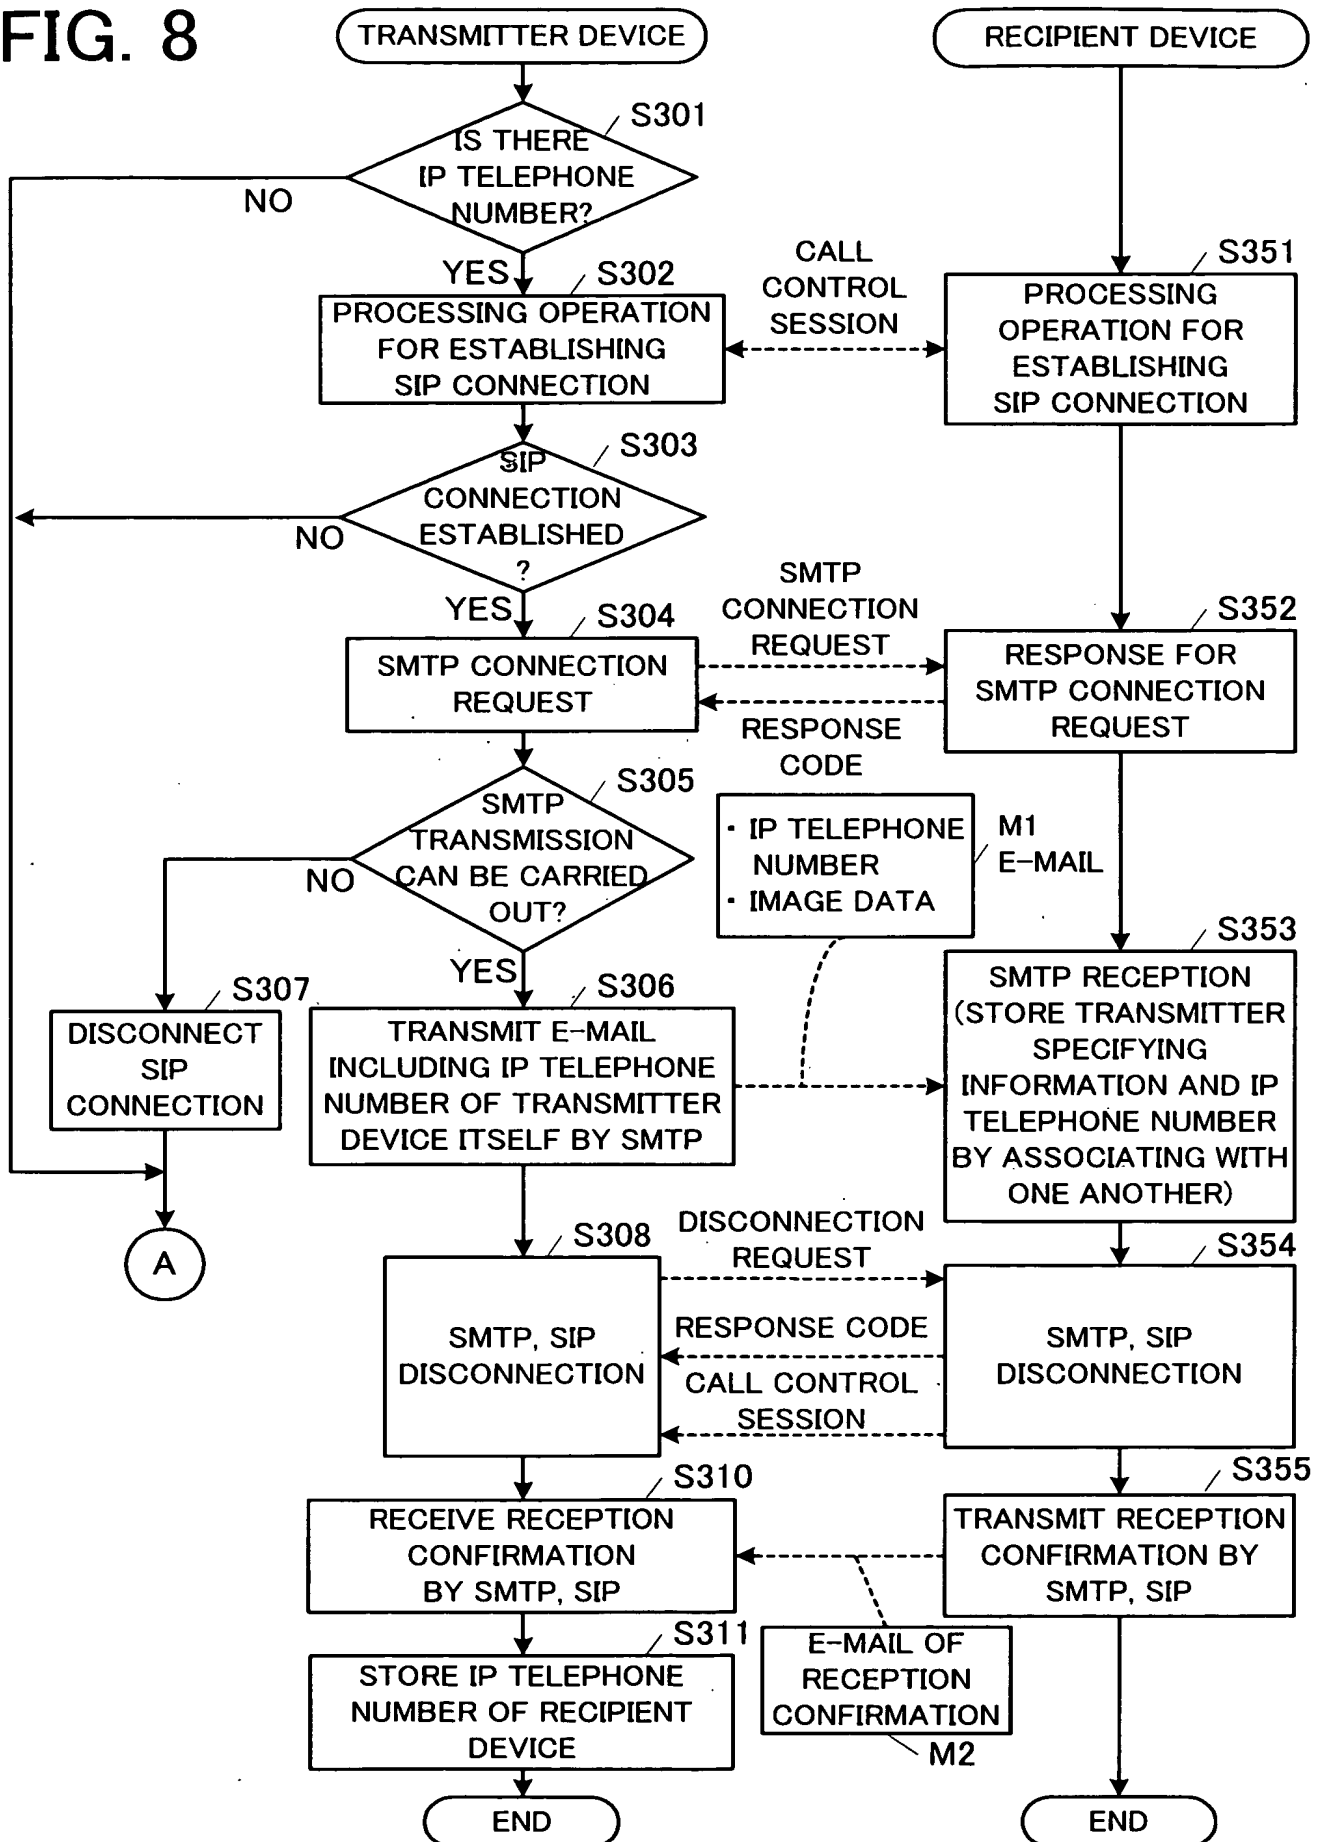 FIG. 8
TRANSMITTER DEVICE
RECIPIENT DEVICE
S301
IS THERE
IP TELEPHONE
NUMBER?
NO
YES
S302
PROCESSING OPERATION
FOR ESTABLISHING
SIP CONNECTION
CALL
CONTROL
SESSION
S351
PROCESSING
OPERATION FOR
ESTABLISHING
SIP CONNECTION
S303
SIP
CONNECTION
ESTABLISHED
?
NO
YES
S304
SMTP CONNECTION
REQUEST
SMTP
CONNECTION
REQUEST
RESPONSE
CODE
S352
RESPONSE FOR
SMTP CONNECTION
REQUEST
S305
SMTP
TRANSMISSION
CAN BE CARRIED
OUT?
NO
YES
・IP TELEPHONE
NUMBER
・IMAGE DATA
M1
E-MAIL
S307
DISCONNECT
SIP
CONNECTION
A
S306
TRANSMIT E-MAIL
INCLUDING IP TELEPHONE
NUMBER OF TRANSMITTER
DEVICE ITSELF BY SMTP
S353
SMTP RECEPTION
(STORE TRANSMITTER
SPECIFYING
INFORMATION AND IP
TELEPHONE NUMBER
BY ASSOCIATING WITH
ONE ANOTHER)
S308
SMTP, SIP
DISCONNECTION
DISCONNECTION
REQUEST
RESPONSE CODE
CALL CONTROL
SESSION
S354
SMTP, SIP
DISCONNECTION
S310
RECEIVE RECEPTION
CONFIRMATION
BY SMTP, SIP
S355
TRANSMIT RECEPTION
CONFIRMATION BY
SMTP, SIP
S311
STORE IP TELEPHONE
NUMBER OF RECIPIENT
DEVICE
E-MAIL OF
RECEPTION
CONFIRMATION
M2
END
END